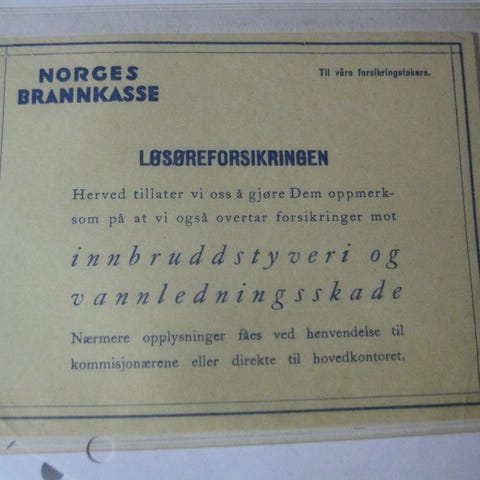 NORGES
BRANNKASSE
Til våre forsikringstakere.
LØSØREFORSIKRINGEN
Herved tillater vi oss å gjøre Dem oppmerk-
som på at vi også overtar forsikringer mot
innbruddstyveri og
vannledningsskade
Nærmere opplysninger fåes ved henvendelse til
kommisjonærene eller direkte til hovedkontoret.